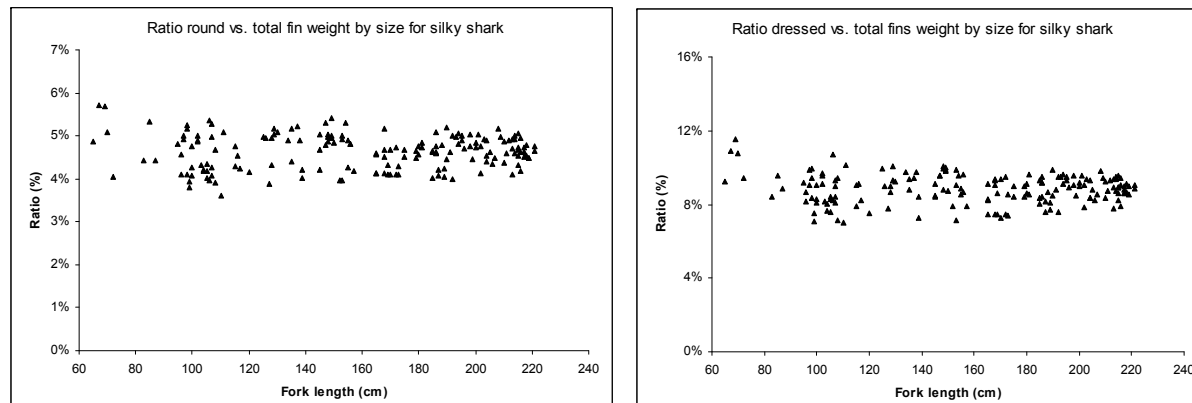 Ratio round vs. total fin weight by size for silky shark
7%
6%
5%
4%
3%
2%
1%
0%
Ratio (%)
60 80 100 120 140 160 180 200 220 240
Fork length (cm)
Ratio dressed vs. total fins weight by size for silky shark
16%
12%
8%
4%
0%
Ratio (%)
60 80 100 120 140 160 180 200 220 240
Fork length (cm)